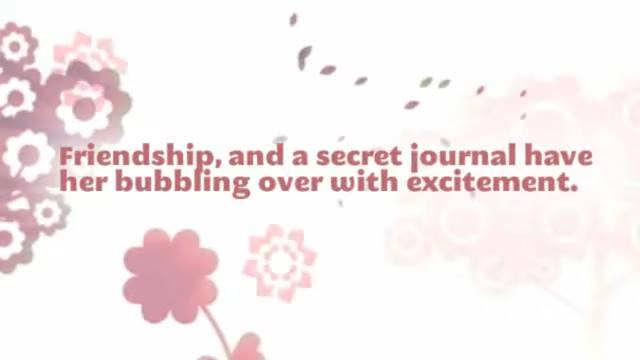 Friendship, and a secret journal have
her bubbling over with excitement.